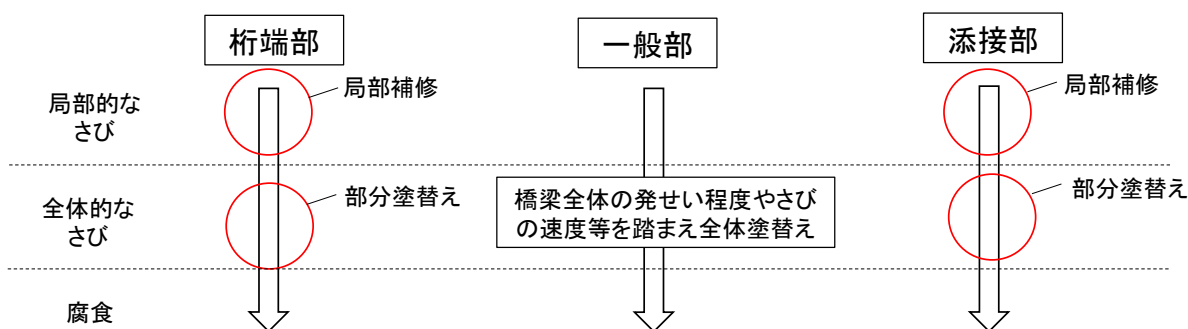 桁端部
一般部
添接部
局部的な
さび
局部補修
局部補修
全体的な
さび
部分塗替え
橋梁全体の発せい程度やさび
の速度等を踏まえ全体塗替え
部分塗替え
腐食